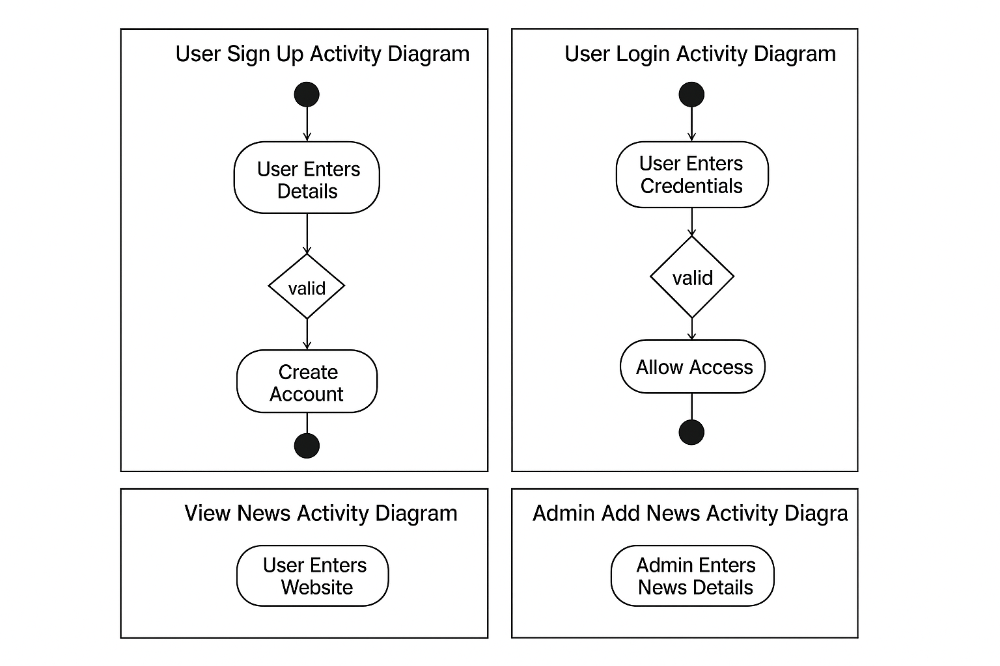 User Sign Up Activity Diagram
User Enters
Details
valid
Create
Account
User Login Activity Diagram
User Enters
Credentials
valid
Allow Access
View News Activity Diagram
User Enters
Website
Admin Add News Activity Diagra
Admin Enters
News Details